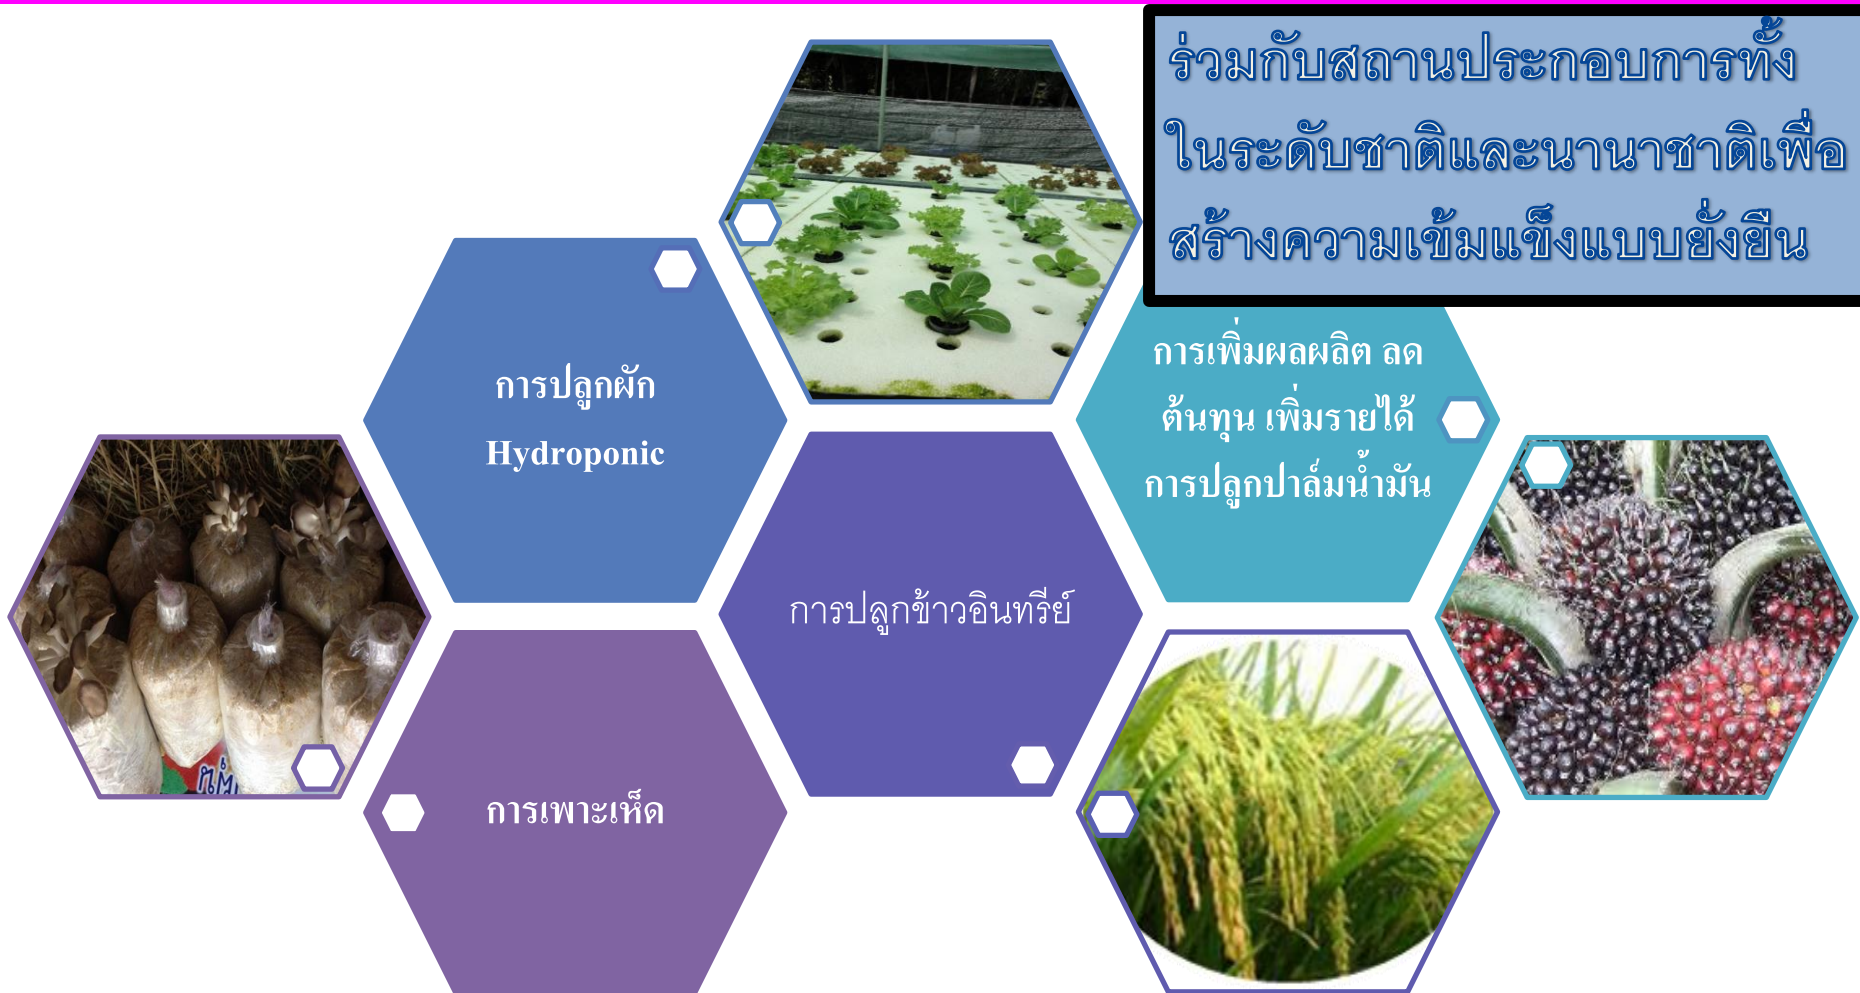 ร่วมกับสถานประกอบการทั้ง
ในระดับชาติและนานาชาติเพื่อ
สร้างความเข้มแข็งแบบยั่งยืน
การปลูกผัก
Hydroponic
การเพิ่มผลผลิต ลด
ต้นทุน เพิ่มรายได้
การปลูกปาล์มน้ำมัน
การปลูกข้าวอินทรีย์
การเพาะเห็ด